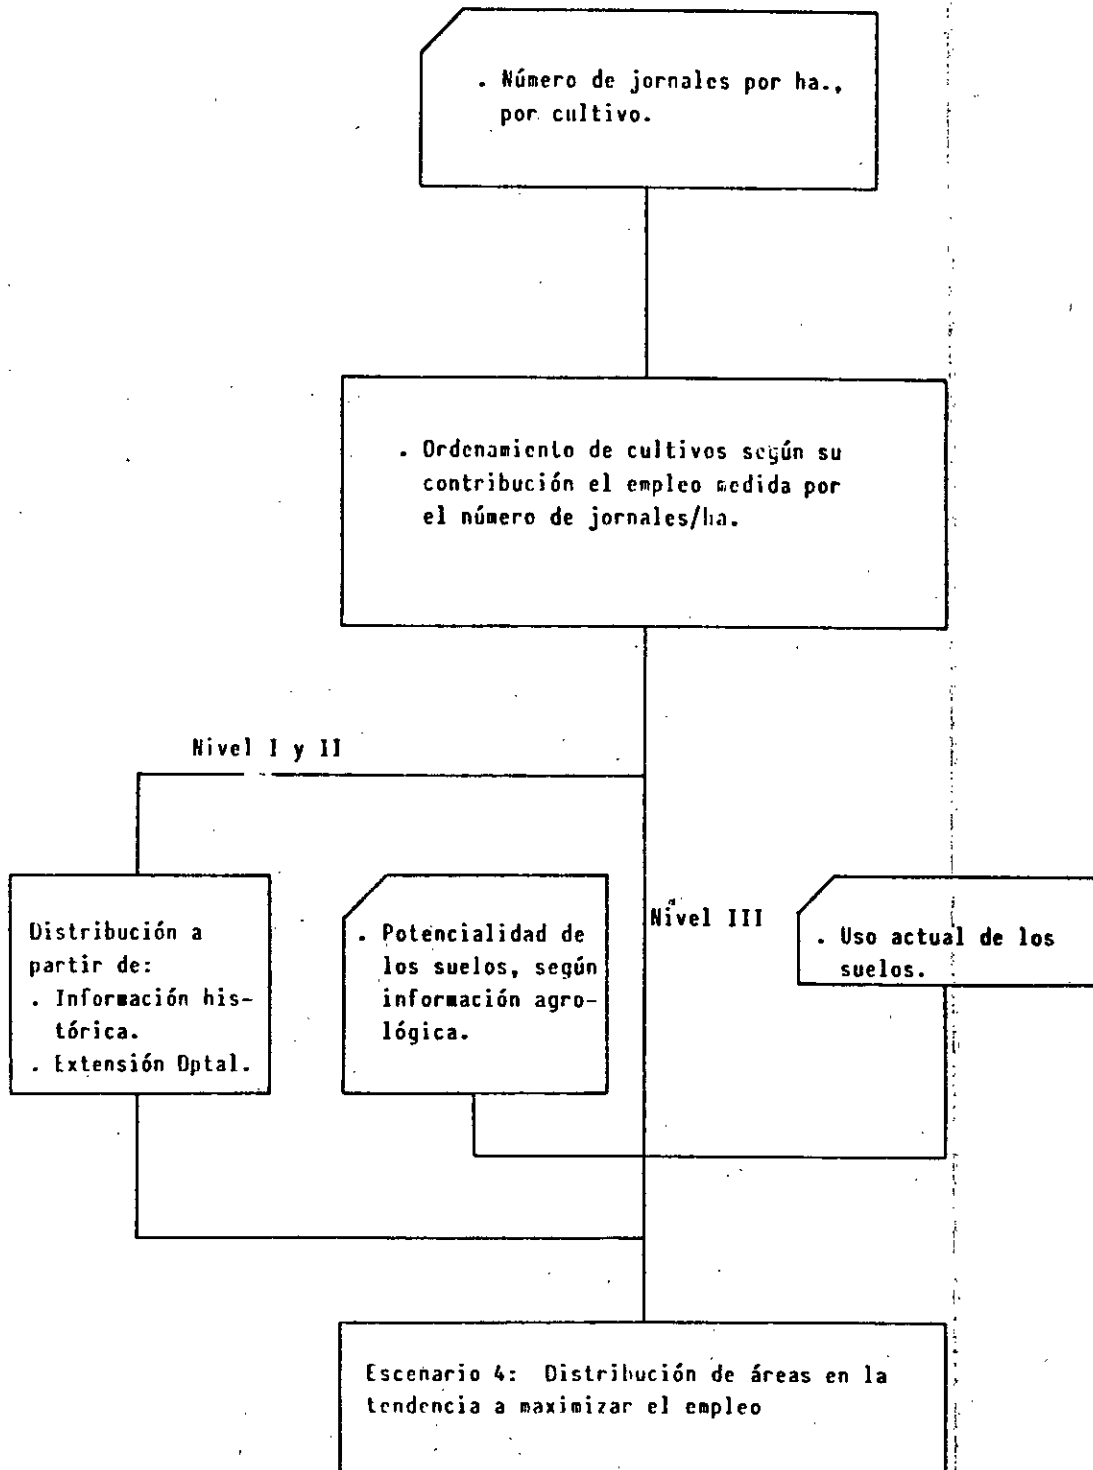 . Número de jornales por ha.,
por cultivo.
. Ordenamiento de cultivos según su
contribución el empleo medida por
el número de jornales/ha.
Nivel I y II
Distribución a
partir de:
. Información his-
tórica.
. Extensión Dptal.
. Potencialidad de
los suelos, según
información agro-
lógica.
Nivel III
. Uso actual de los
suelos.
Escenario 4: Distribución de áreas en la
tendencia a maximizar el empleo